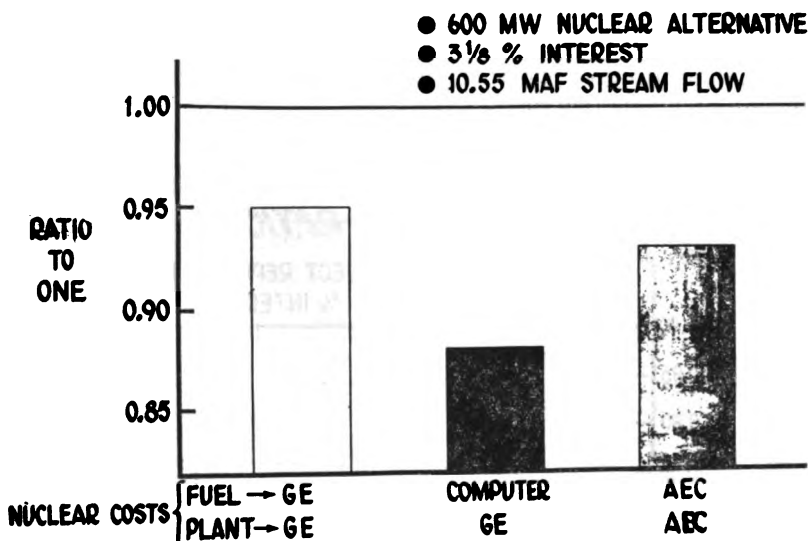 ● 600 MW NUCLEAR ALTERNATIVE
● 3⅛ % INTEREST
● 10.55 MAF STREAM FLOW
1.00
0.95
0.90
0.85
RATIO
TO
ONE
NUCLEAR COSTS { FUEL → GE COMPUTER AEC
PLANT → GE GE AEC